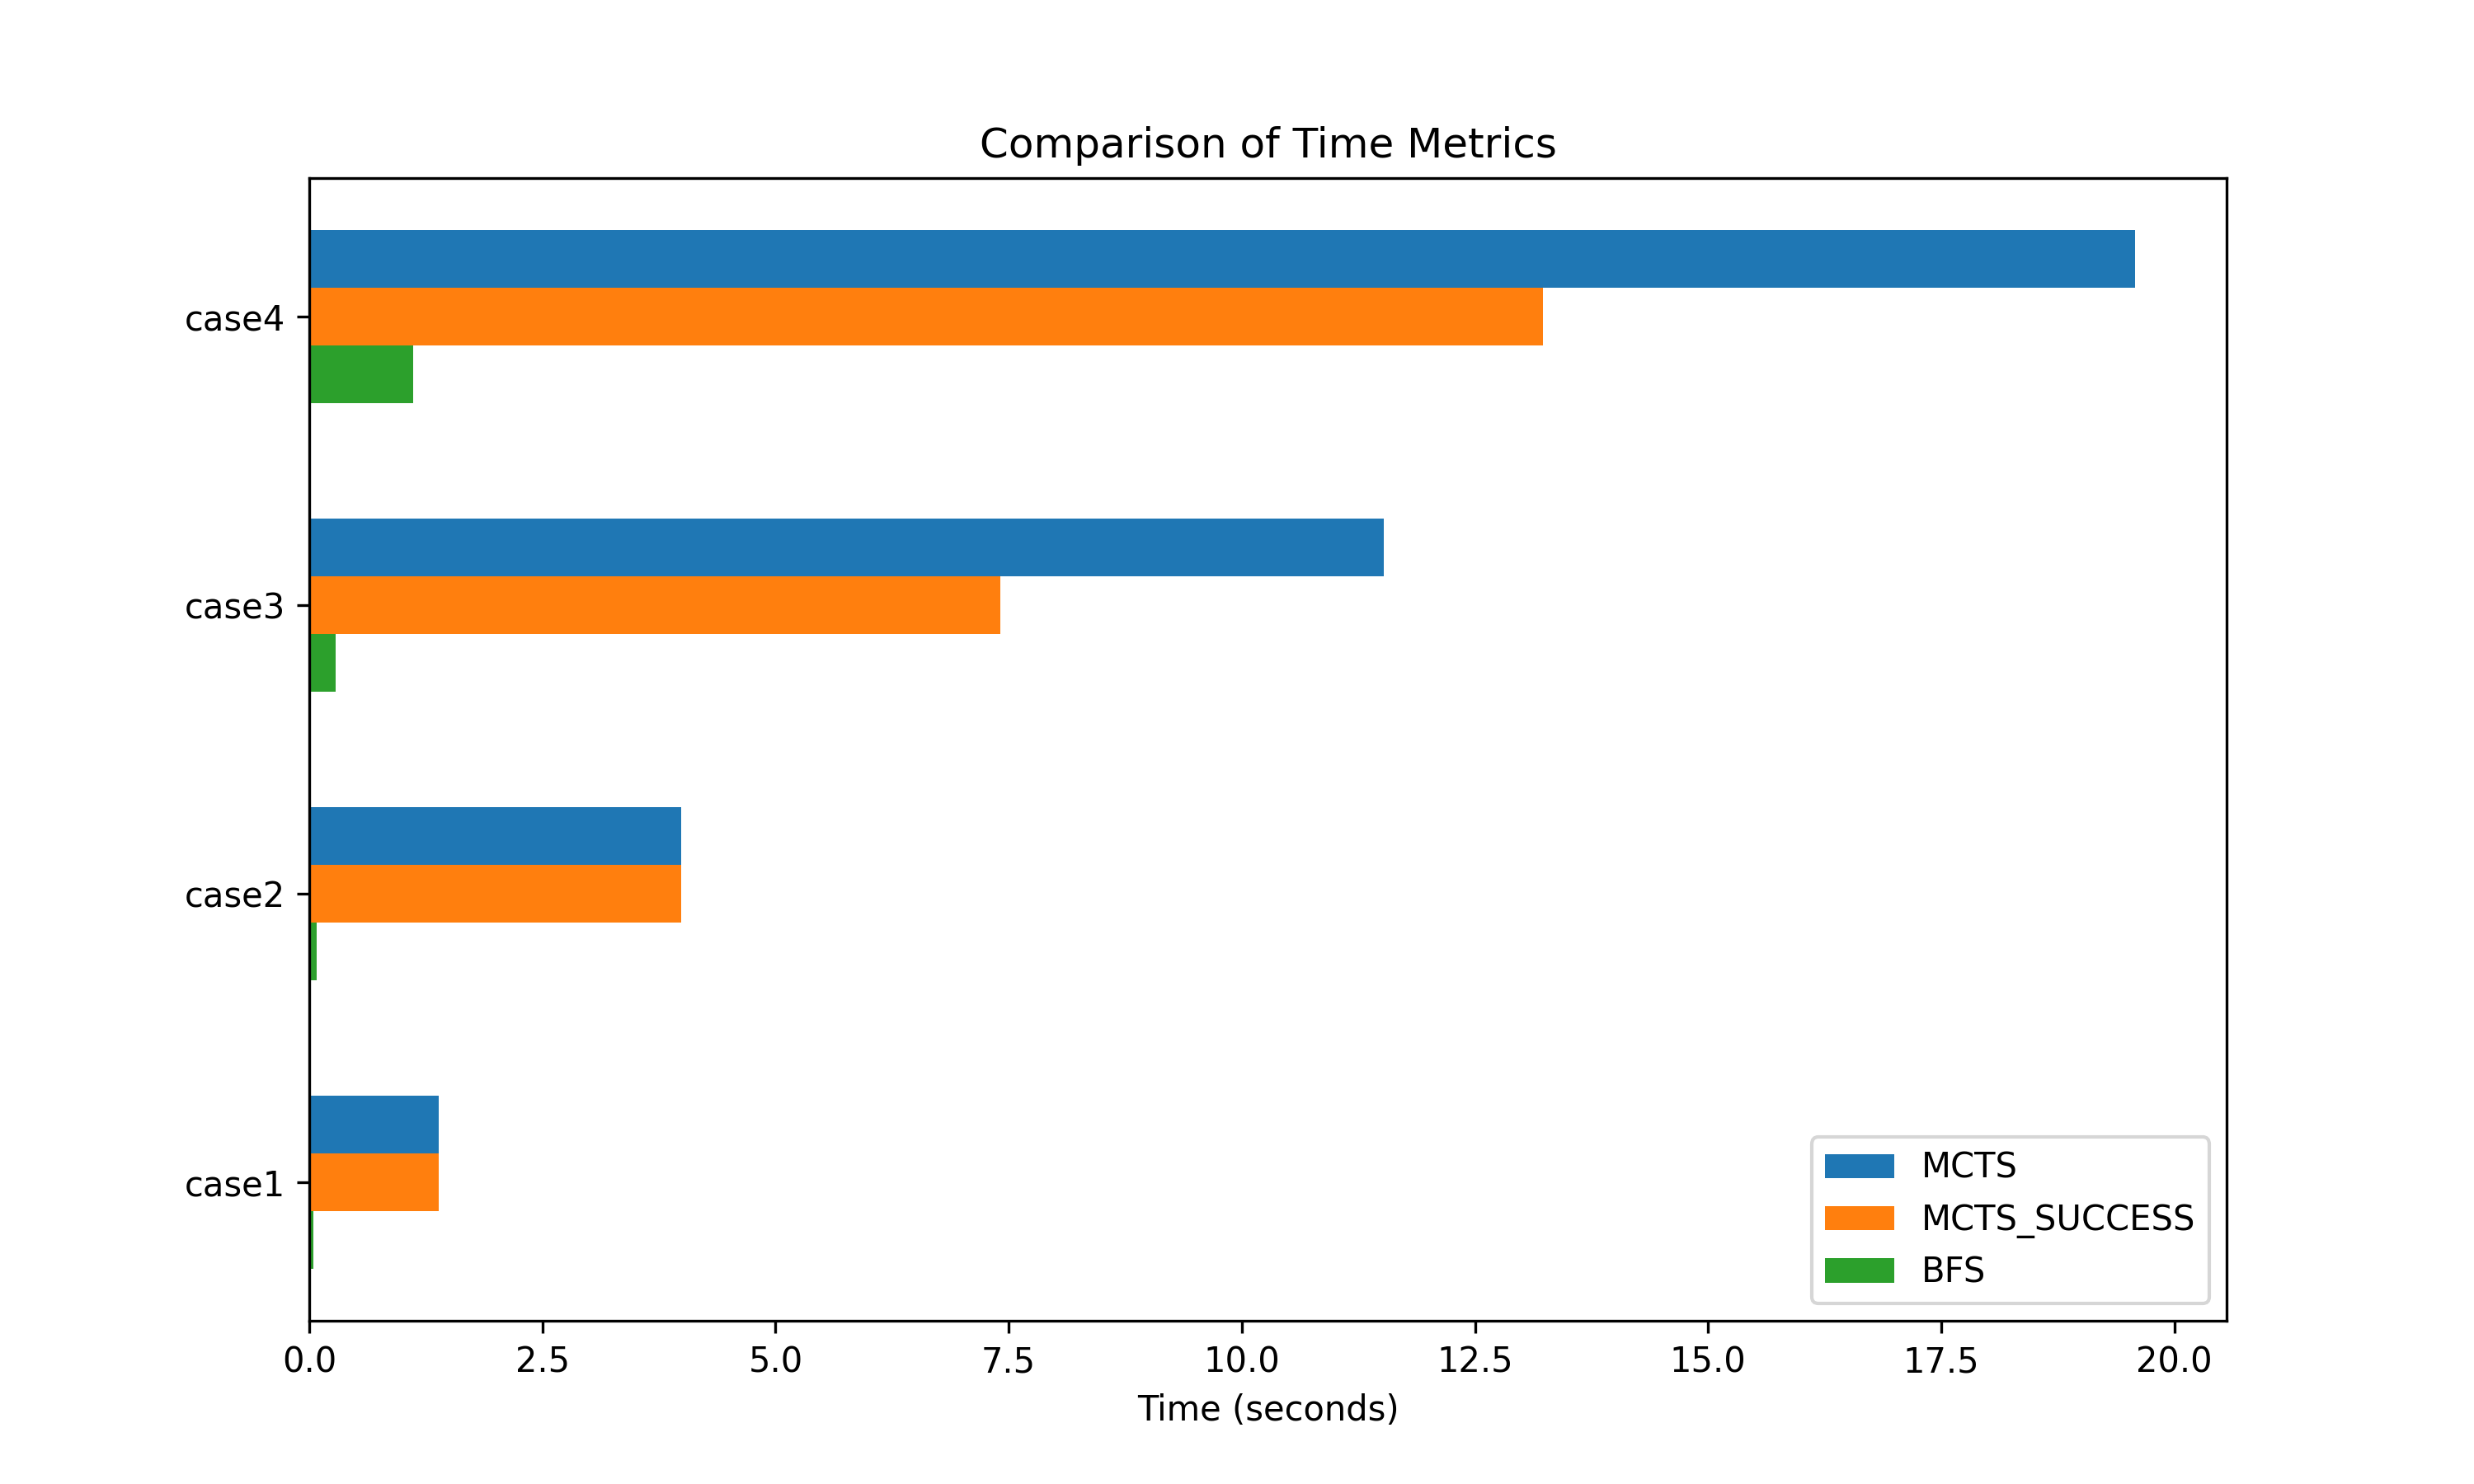 Comparison of Time Metrics
case4
case3
case2
case1
MCTS
MCTS_SUCCESS
BFS
0.0 2.5 5.0 7.5 10.0 12.5 15.0 17.5 20.0
Time (seconds)